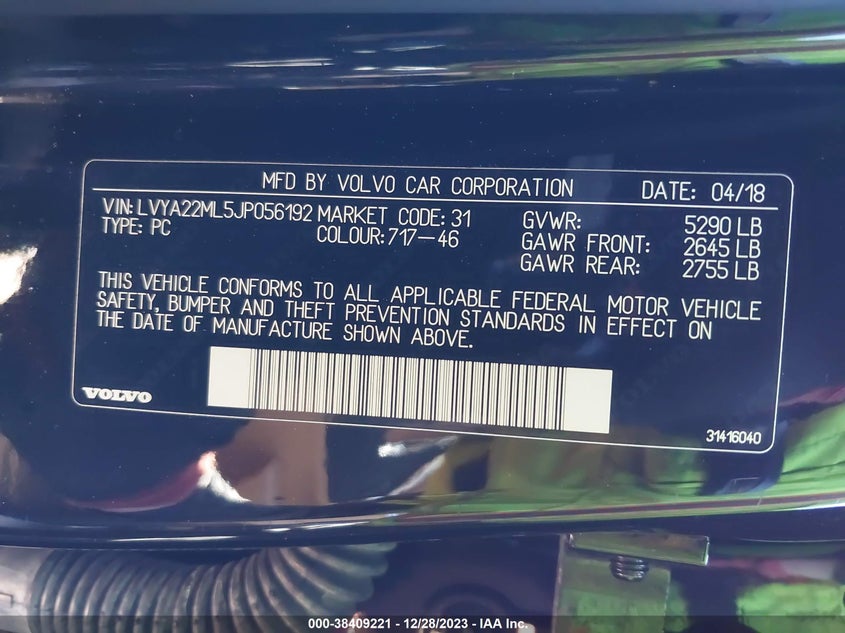 MFD BY VOLVO CAR CORPORATION DATE: 04/18
VIN:LVYA22ML5JP056192 MARKET CODE: 31 GVWR: 5290 LB
TYPE: PC COLOUR:717-46 GAWR FRONT: 2645 LB
GAWR REAR: 2755 LB
THIS VEHICLE CONFORMS TO ALL APPLICABLE FEDERAL MOTOR VEHICLE
SAFETY, BUMPER AND THEFT PREVENTION STANDARDS IN EFFECT ON
THE DATE OF MANUFACTURE SHOWN ABOVE.
VOLVO
31416040
000-38409221 - 12/28/2023 - IAA Inc.